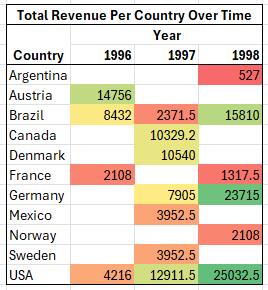 Total Revenue Per Country Over Time
Year
Country 1996 1997 1998
Argentina 527
Austria 14756
Brazil 8432 2371.5 15810
Canada 10329.2
Denmark 10540
France 2108 1317.5
Germany 7905 23715
Mexico 3952.5
Norway 2108
Sweden 3952.5
USA 4216 12911.5 25032.5